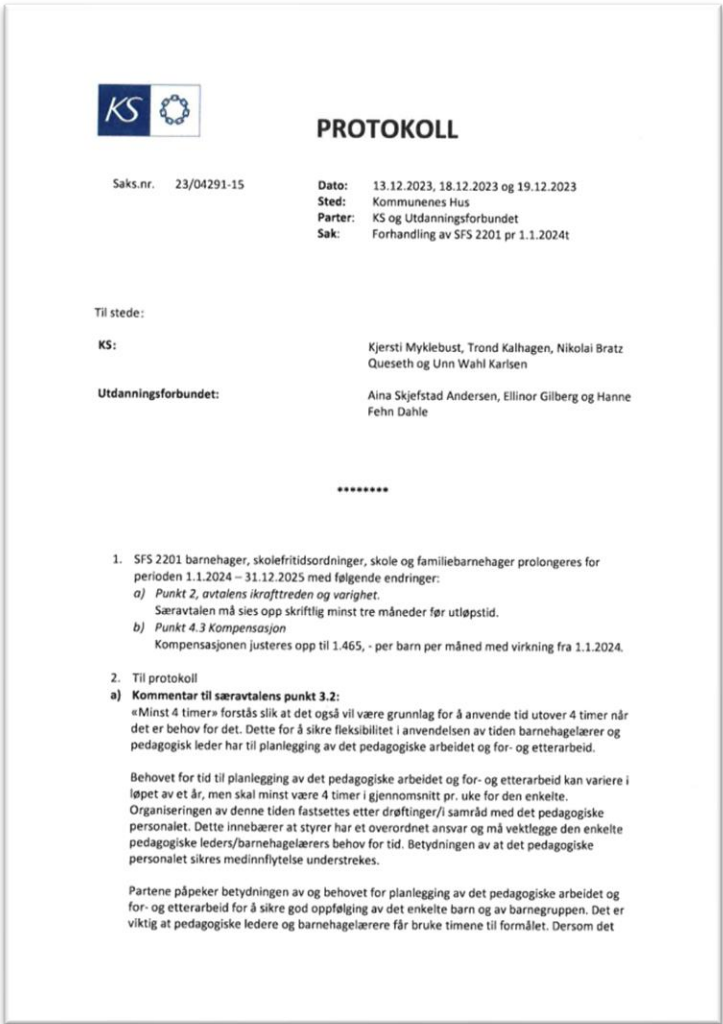 KS
PROTOKOLL
Saks.nr. 23/04291-15
Dato: 13.12.2023, 18.12.2023 og 19.12.2023
Sted: Kommunenes Hus
Parter: KS og Utdanningsforbundet
Sak: Forhandling av SFS 2201 pr 1.1.2024t
Til stede:
KS: Kjersti Myklebust, Trond Kalhagen, Nikolai Bratz
Queseth og Unn Wahl Karlsen
Utdanningsforbundet: Aina Skjefstad Andersen, Ellinor Gilberg og Hanne
Fehn Dahle
********
1. SFS 2201 barnehager, skolefritidsordninger, skole og familiebarnehager prolongeres for
perioden 1.1.2024 – 31.12.2025 med følgende endringer:
a) Punkt 2, avtalens ikrafttreden og varighet.
Særavtalen må sies opp skriftlig minst tre måneder før utløpstid.
b) Punkt 4.3 Kompensasjon
Kompensasjonen justeres opp til 1.465, - per barn per måned med virkning fra 1.1.2024.
2. Til protokoll
a) Kommentar til særavtalens punkt 3.2:
«Minst 4 timer» forstås slik at det også vil være grunnlag for å anvende tid utover 4 timer når
det er behov for det. Dette for å sikre fleksibilitet i anvendelsen av tiden barnehagelærer og
pedagogisk leder har til planlegging av det pedagogiske arbeidet og for- og etterarbeid.
Behovet for tid til planlegging av det pedagogiske arbeidet og for- og etterarbeid kan variere i
løpet av et år, men skal minst være 4 timer i gjennomsnitt pr. uke for den enkelte.
Organiseringen av denne tiden fastsettes etter drøftinger/i samråd med det pedagogiske
personalet. Dette innebærer at styrer har et overordnet ansvar og må vektlegge den enkelte
pedagogiske leders/barnehagelærers behov for tid. Betydningen av at det pedagogiske
personalet sikres medinnflytelse understrekes.
Partene påpeker betydningen av og behovet for planlegging av det pedagogiske arbeidet og
for- og etterarbeid for å sikre god oppfølging av det enkelte barn og av barnegruppen. Det er
viktig at pedagogiske ledere og barnehagelærere får bruke timene til formålet. Dersom det